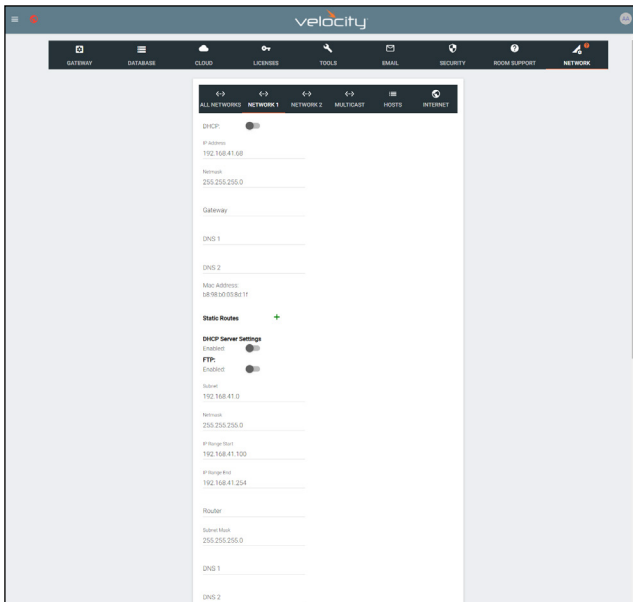 velocity
AA
GATEWAY DATABASE CLOUD LICENSES TOOLS EMAIL SECURITY ROOM SUPPORT NETWORK
ALL NETWORKS NETWORK 1 NETWORK 2 MULTICAST HOSTS INTERNET
DHCP:
IP Address
192.168.41.68
Netmask
255.255.255.0
Gateway
DNS 1
DNS 2
Mac Address:
b8:98:b0:05:8d:1f
Static Routes +
DHCP Server Settings
Enabled:
FTP:
Enabled:
Subnet
192.168.41.0
Netmask
255.255.255.0
IP Range Start
192.168.41.100
IP Range End
192.168.41.254
Router
Subnet Mask
255.255.255.0
DNS 1
DNS 2